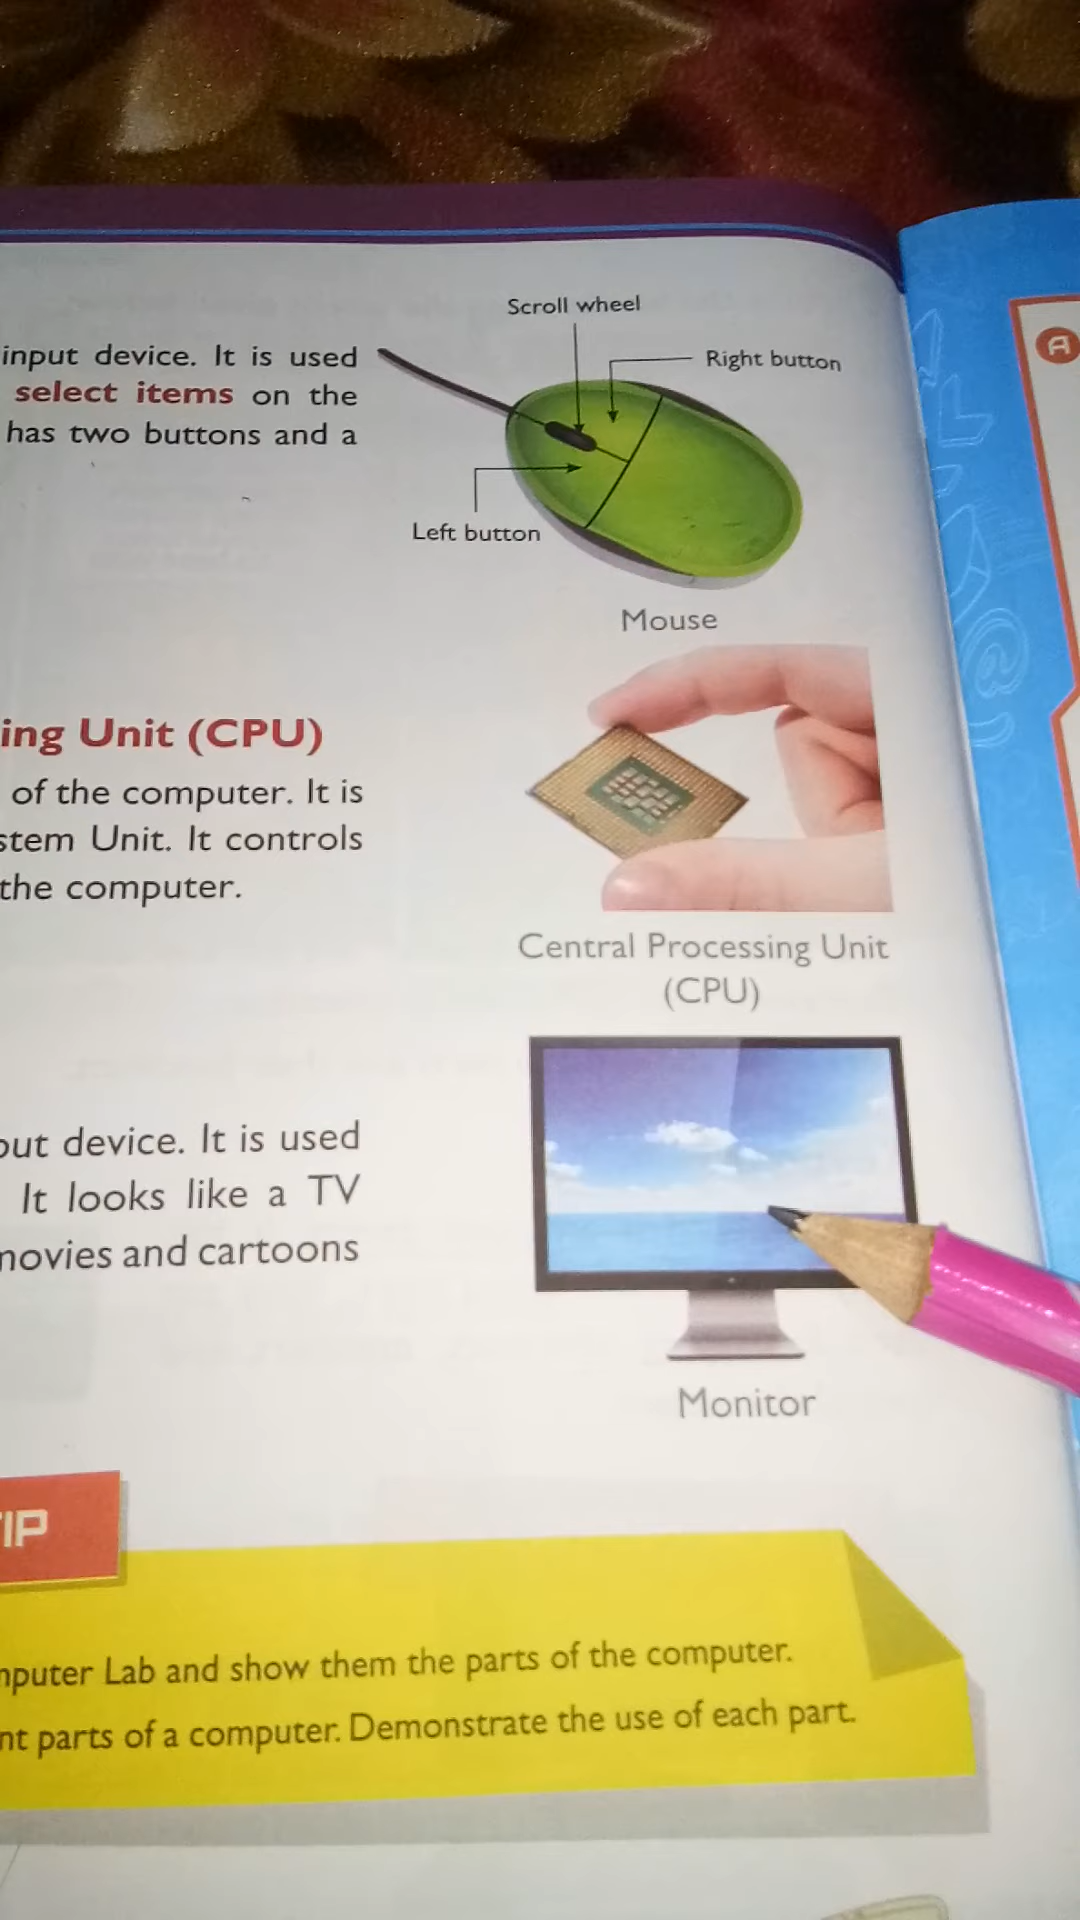 Scroll wheel
Right button
input device. It is used
select items on the
has two buttons and a
Left button
Mouse
ing Unit (CPU)
of the computer. It is
stem Unit. It controls
the computer.
Central Processing Unit
(CPU)
out device. It is used
It looks like a TV
movies and cartoons
Monitor
TIP
mputer Lab and show them the parts of the computer.
nt parts of a computer. Demonstrate the use of each part.
A